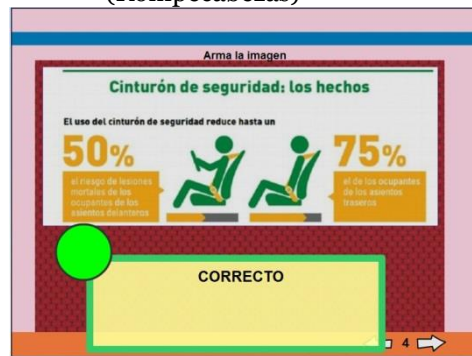 (Rompecabezas)
Arma la imagen
Cinturón de seguridad: los hechos
El uso del cinturón de seguridad reduce hasta un
50%
el riesgo de lesiones
mortales de los
ocupantes de los
asientos delanteros
75%
el de los ocupantes
de los asientos
traseros
CORRECTO
4